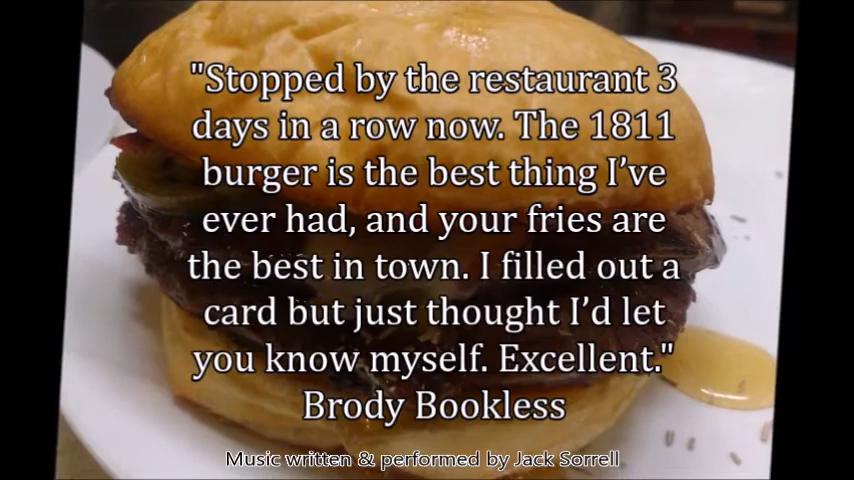 "Stopped by the restaurant 3
days in a row now. The 1811
burger is the best thing I’ve
ever had, and your fries are
the best in town. I filled out a
card but just thought I’d let
you know myself. Excellent."
Brody Bookless
Music written & performed by Jack Sorrell